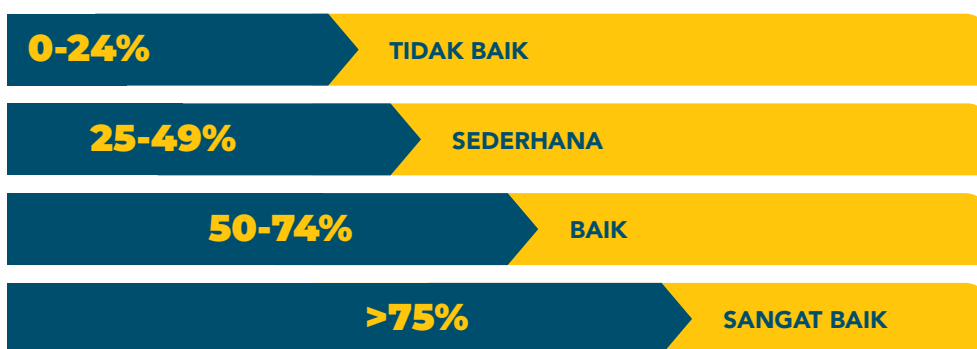 0-24% TIDAK BAIK
25-49% SEDERHANA
50-74% BAIK
>75% SANGAT BAIK